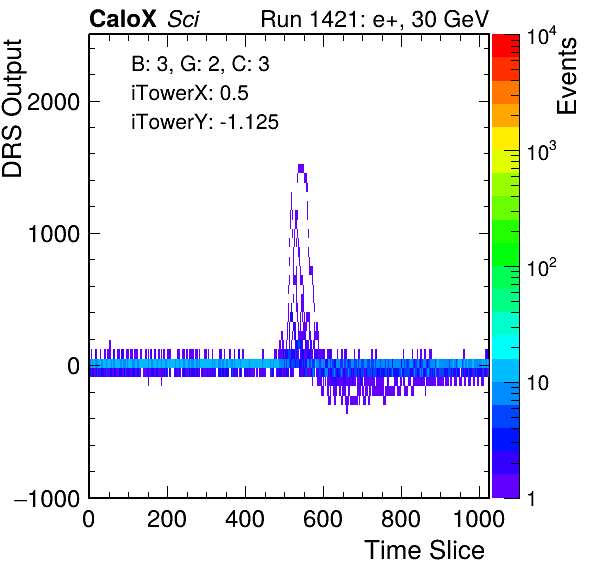 CaloX Sci Run 1421: e+, 30 GeV
B: 3, G: 2, C: 3
iTowerX: 0.5
iTowerY: -1.125
DRS Output
2000
1000
0
−1000
0 200 400 600 800 1000
Time Slice
Events
10^4
10^3
10^2
10
1